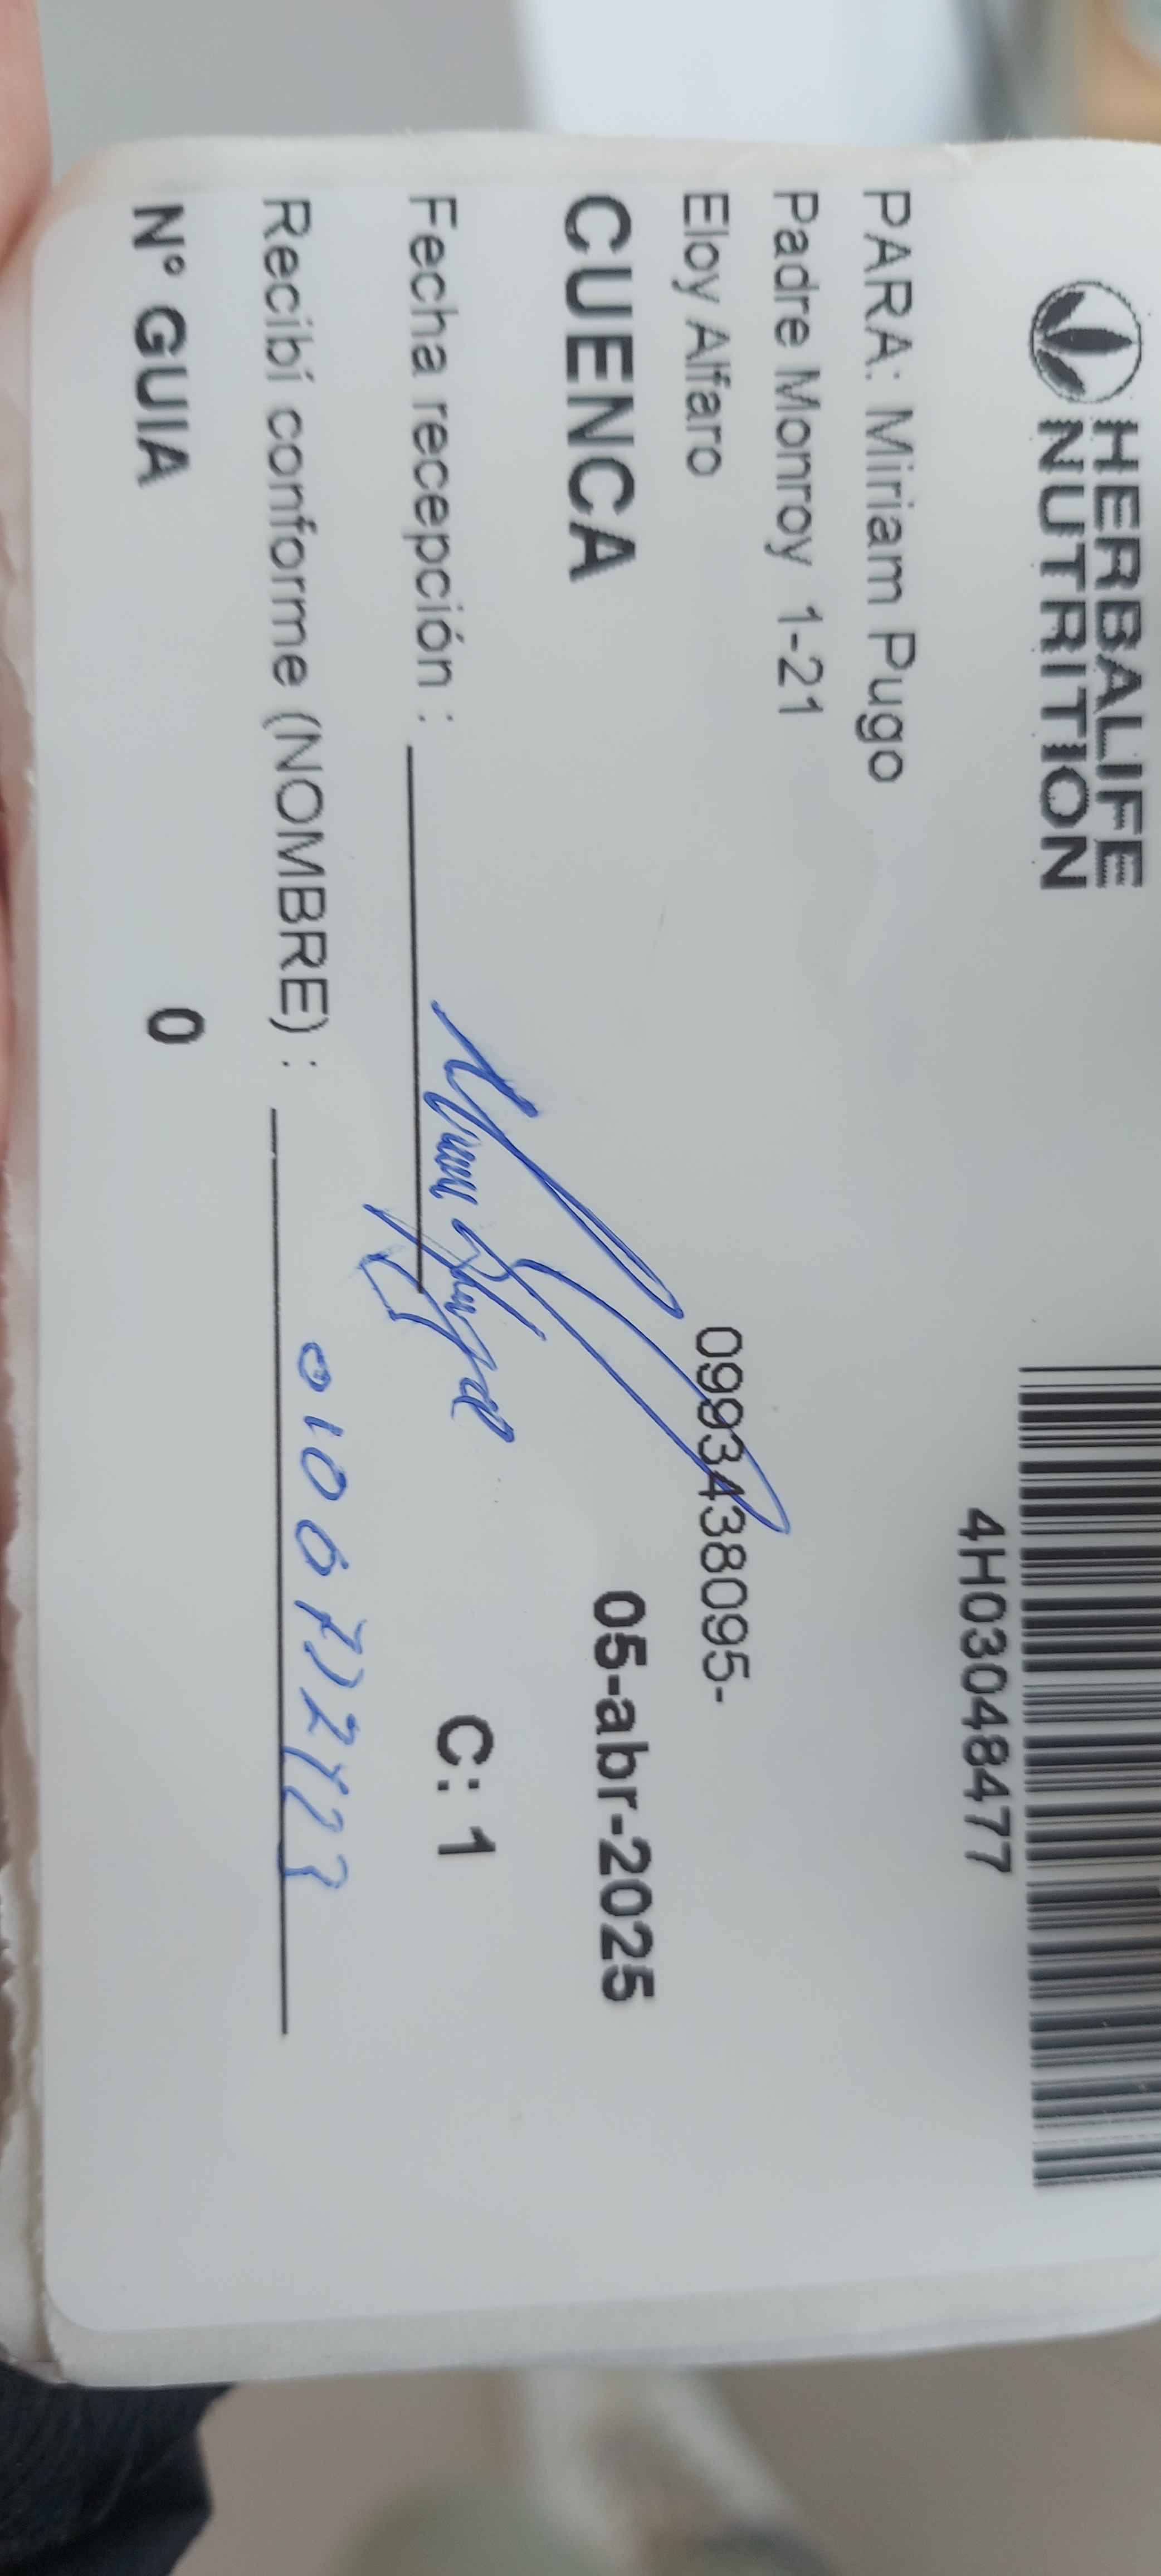 HERBALIFE
NUTRITION
4H03048477
PARA: Miriam Pugo
Padre Monroy 1-21
Eloy Alfaro
0993438095-
CUENCA 05-abr-2025
Fecha recepción : C: 1
Recibí conforme (NOMBRE) :
N° GUIA 0